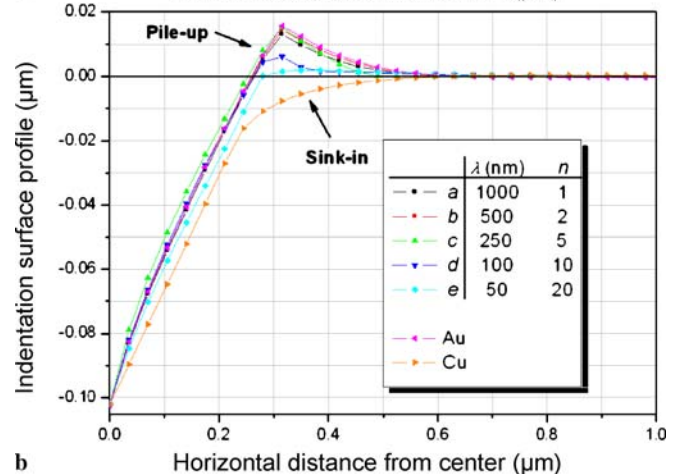 0.02
0.00
-0.02
-0.04
-0.06
-0.08
-0.10
Indentation surface profile (µm)
Pile-up
Sink-in
λ (nm) n
a 1000 1
b 500 2
c 250 5
d 100 10
e 50 20
Au
Cu
0.0 0.2 0.4 0.6 0.8 1.0
b Horizontal distance from center (µm)